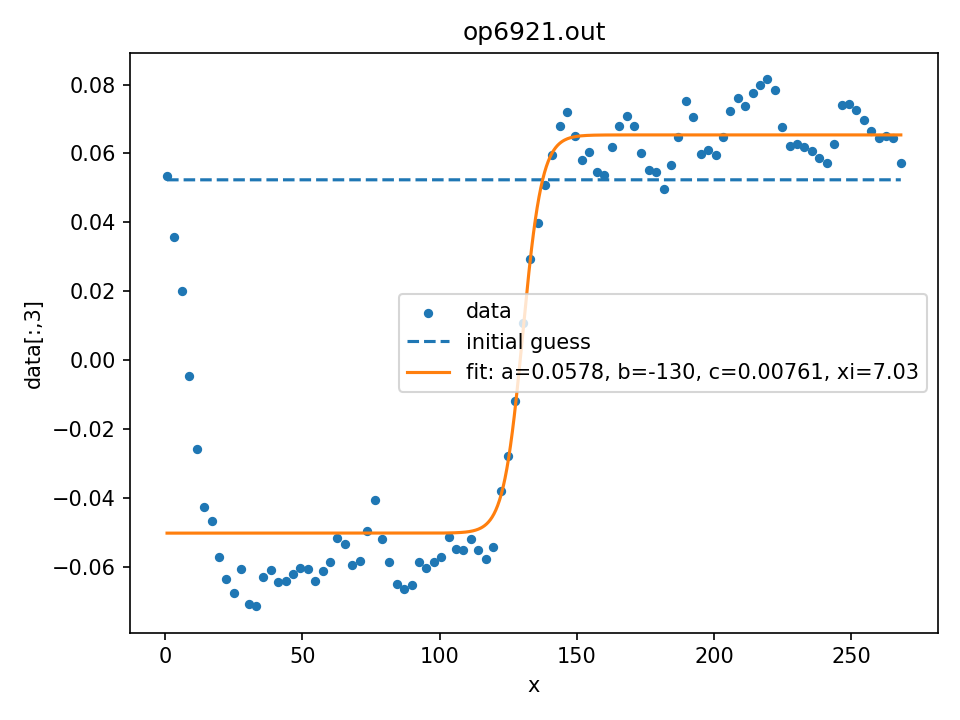 op6921.out
data[:,3]
0.08
0.06
0.04
0.02
0.00
−0.02
−0.04
−0.06
data
initial guess
fit: a=0.0578, b=-130, c=0.00761, xi=7.03
0 50 100 150 200 250
x